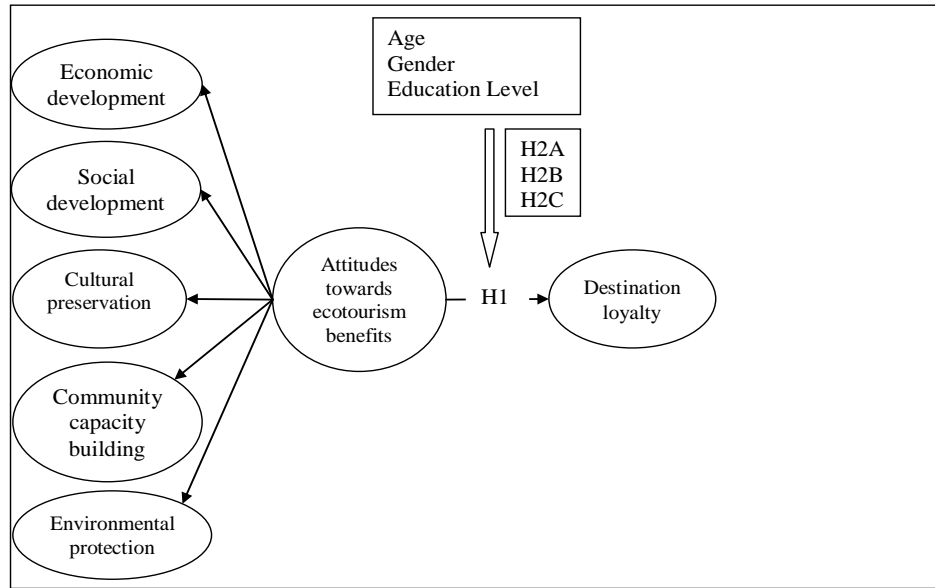 Age
Gender
Education Level
H2A
H2B
H2C
Economic
development
Social
development
Cultural
preservation
Community
capacity
building
Environmental
protection
Attitudes
towards
ecotourism
benefits
H1
Destination
loyalty